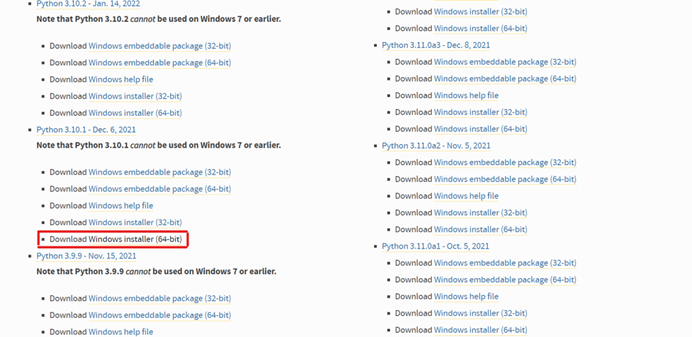 Python 3.10.2 - Jan. 14, 2022
Note that Python 3.10.2 cannot be used on Windows 7 or earlier.
Download Windows embeddable package (32-bit)
Download Windows embeddable package (64-bit)
Download Windows help file
Download Windows installer (32-bit)
Download Windows installer (64-bit)
Python 3.10.1 - Dec. 6, 2021
Note that Python 3.10.1 cannot be used on Windows 7 or earlier.
Download Windows embeddable package (32-bit)
Download Windows embeddable package (64-bit)
Download Windows help file
Download Windows installer (32-bit)
Download Windows installer (64-bit)
Python 3.9.9 - Nov. 15, 2021
Note that Python 3.9.9 cannot be used on Windows 7 or earlier.
Download Windows embeddable package (32-bit)
Download Windows embeddable package (64-bit)
Download Windows help file
Download Windows installer (32-bit)
Download Windows installer (64-bit)
Python 3.11.0a3 - Dec. 8, 2021
Download Windows embeddable package (32-bit)
Download Windows embeddable package (64-bit)
Download Windows help file
Download Windows installer (32-bit)
Download Windows installer (64-bit)
Python 3.11.0a2 - Nov. 5, 2021
Download Windows embeddable package (32-bit)
Download Windows embeddable package (64-bit)
Download Windows help file
Download Windows installer (32-bit)
Download Windows installer (64-bit)
Python 3.11.0a1 - Oct. 5, 2021
Download Windows embeddable package (32-bit)
Download Windows embeddable package (64-bit)
Download Windows help file
Download Windows installer (32-bit)
Download Windows installer (64-bit)